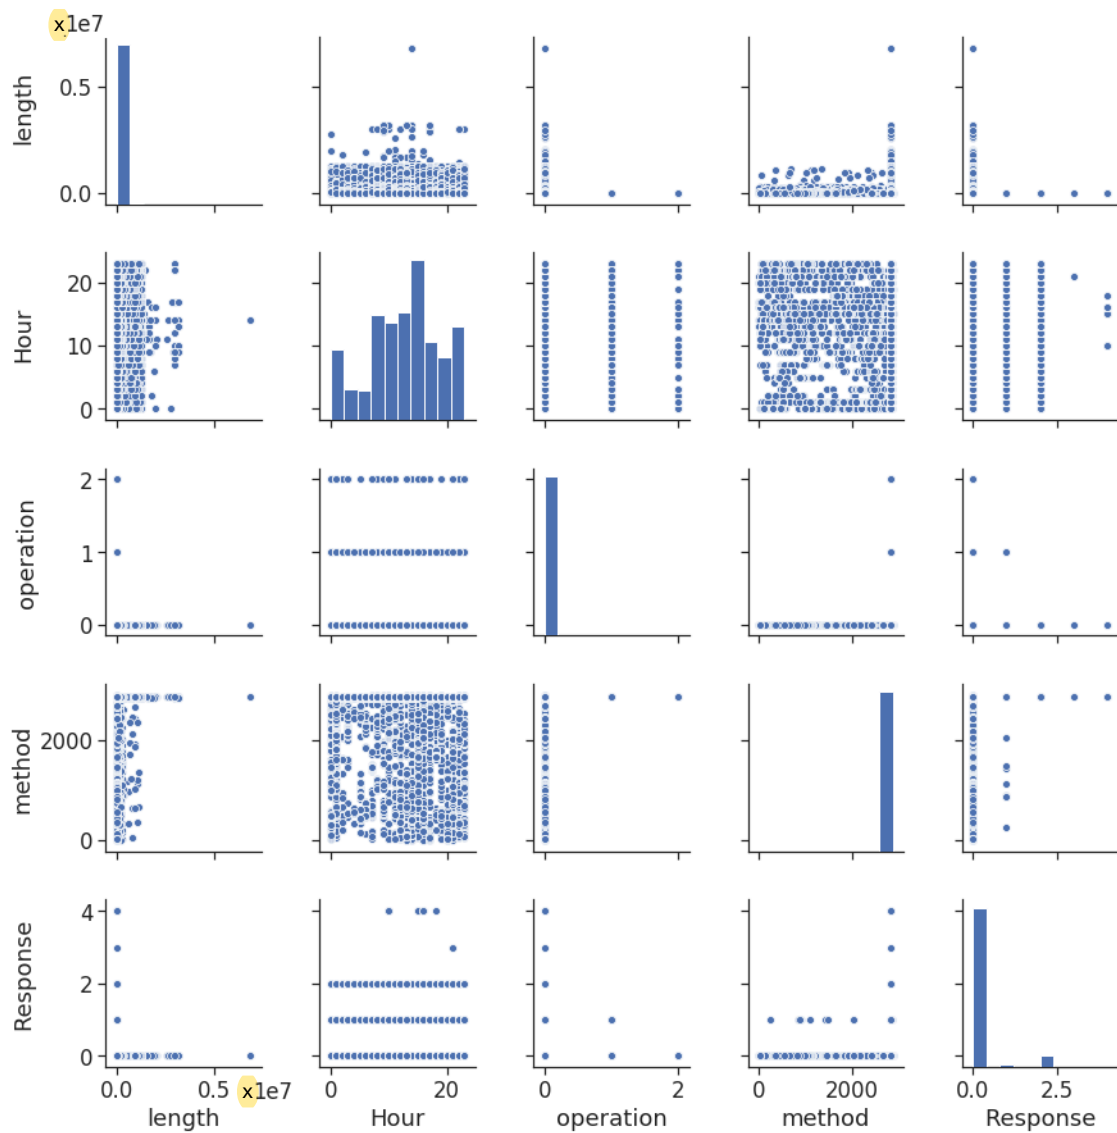 x1e7
length
0.5
0.0
Hour
20
10
0
operation
2
1
0
method
2000
0
Response
4
2
0
0.0 0.5 0 20 0 2 0 2000 0.0 2.5
x1e7
length Hour operation method Response